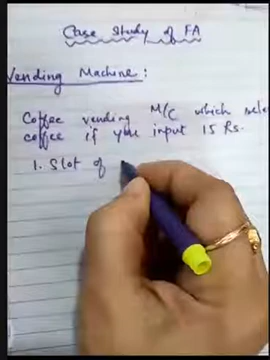 Case Study of FA
Vending Machine:
Coffee vending M/C which
coffee if you input 15 Rs.
1. Slot of